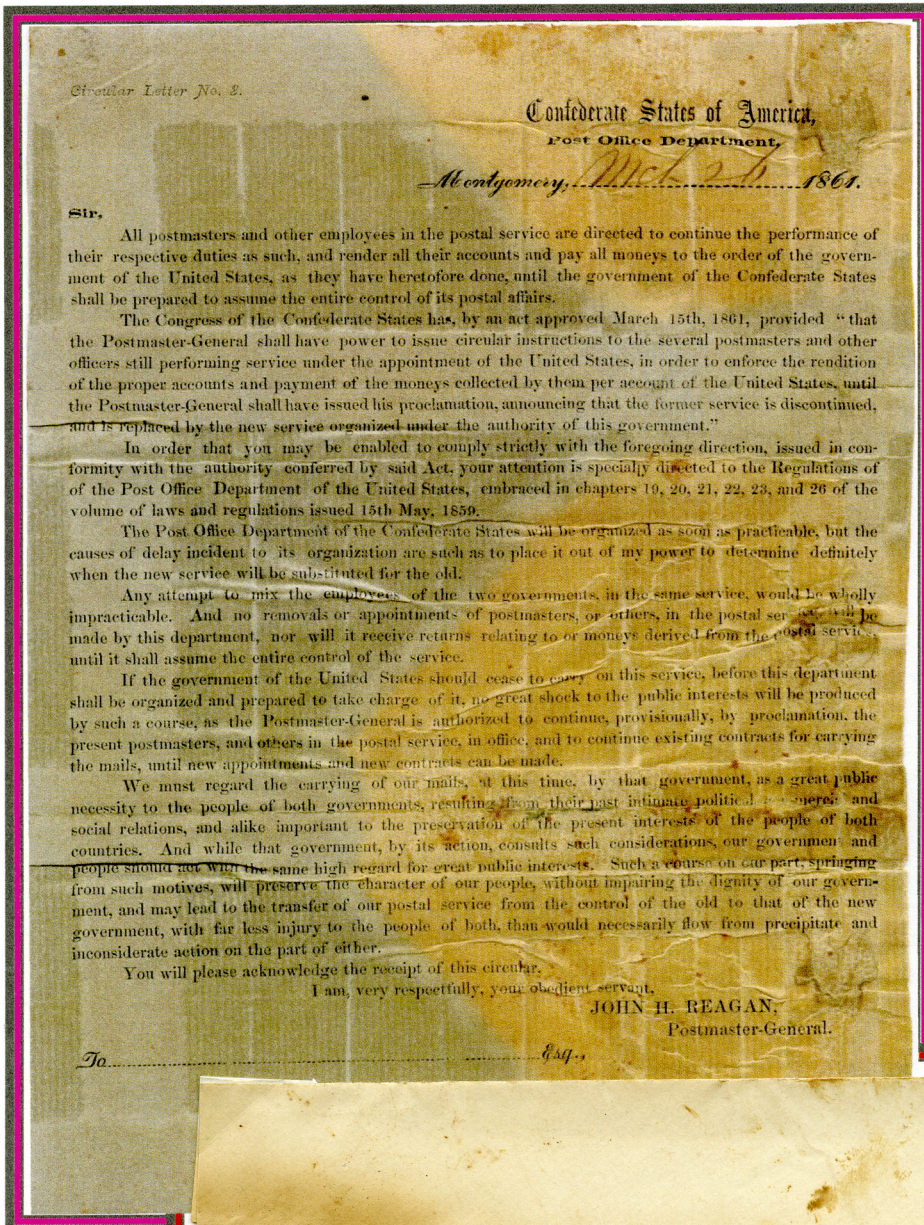 Circular Letter No. 2.
Confederate States of America,
Post Office Department,
Montgomery, Mch 26 1861.
Sir,
All postmasters and other employees in the postal service are directed to continue the performance of
their respective duties as such, and render all their accounts and pay all moneys to the order of the govern-
ment of the United States, as they have heretofore done, until the government of the Confederate States
shall be prepared to assume the entire control of its postal affairs.
The Congress of the Confederate States has, by an act approved March 15th, 1861, provided "that
the Postmaster-General shall have power to issue circular instructions to the several postmasters and other
officers still performing service under the appointment of the United States, in order to enforce the rendition
of the proper accounts and payment of the moneys collected by them per account of the United States, until
the Postmaster-General shall have issued his proclamation, announcing that the former service is discontinued,
and is replaced by the new service organized under the authority of this government."
In order that you may be enabled to comply strictly with the foregoing direction, issued in con-
formity with the authority conferred by said Act, your attention is specially directed to the Regulations of
of the Post Office Department of the United States, embraced in chapters 19, 20, 21, 22, 23, and 26 of the
volume of laws and regulations issued 15th May, 1859.
The Post Office Department of the Confederate States will be organized as soon as practicable, but the
causes of delay incident to its organization are such as to place it out of my power to determine definitely
when the new service will be substituted for the old.
Any attempt to mix the employees of the two governments, in the same service, would be wholly
impracticable. And no removals or appointments of postmasters, or others, in the postal will be
made by this department, nor will it receive returns relating to or moneys derived from the postal service,
until it shall assume the entire control of the service.
If the government of the United States should cease to carry on this service, before this department
shall be organized and prepared to take charge of it, no great shock to the public interests will be produced
by such a course, as the Postmaster-General is authorized to continue, provisionally, by proclamation, the
present postmasters, and others in the postal service, in office, and to continue existing contracts for carrying
the mails, until new appointments and new contracts can be made.
We must regard the carrying of our mails, at this time, by that government, as a great public
necessity to the people of both governments, resulting from their past intimate political and
social relations, and alike important to the preservation of the present interests of the people of both
countries. And while that government, by its action, consults such considerations, our governmen and
people should act with the same high regard for great public interests. Such a course on our part, springing
from such motives, will preserve the character of our people, without impairing the dignity of our govern-
ment, and may lead to the transfer of our postal service from the control of the old to that of the new
government, with far less injury to the people of both, than would necessarily flow from precipitate and
inconsiderate action on the part of either.
You will please acknowledge the receipt of this circular.
I am, very respectfully, your obedient servant,
JOHN H. REAGAN,
Postmaster-General.
To Esq.,